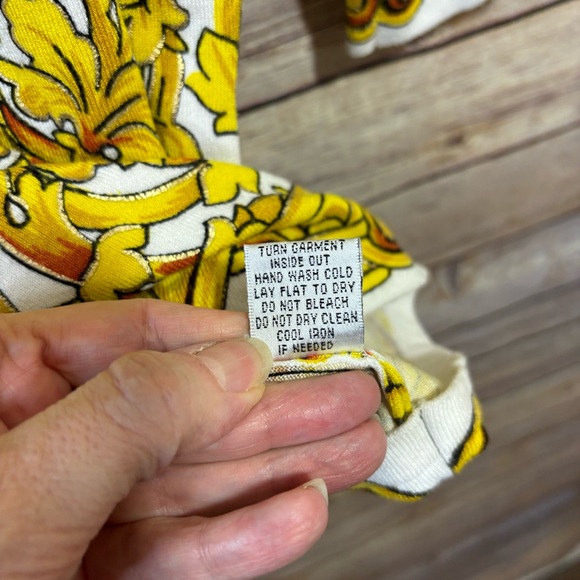 TURN GARMENT
INSIDE OUT
HAND WASH COLD
LAY FLAT TO DRY
DO NOT BLEACH
DO NOT DRY CLEAN
COOL IRON
IF NEEDED